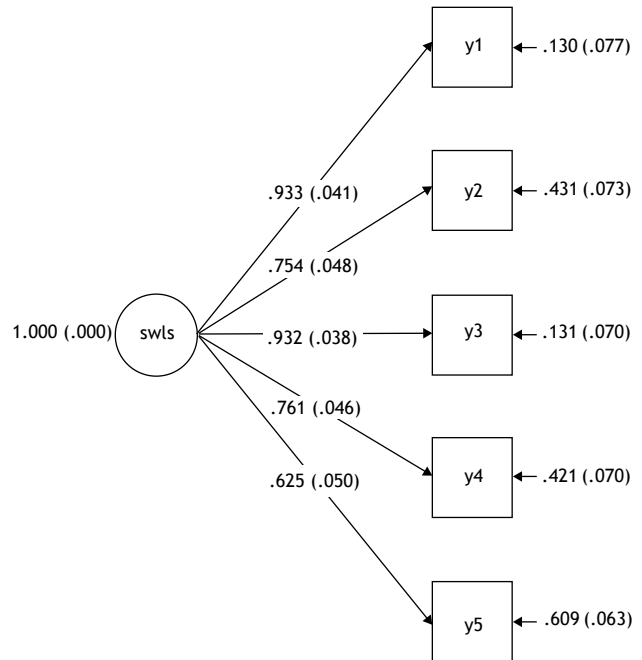 y1
.130 (.077)
.933 (.041)
y2
.431 (.073)
.754 (.048)
1.000 (.000)
swls
.932 (.038)
y3
.131 (.070)
.761 (.046)
.625 (.050)
y4
.421 (.070)
y5
.609 (.063)